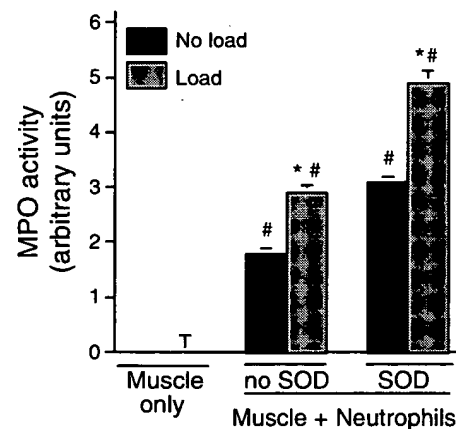 MPO activity
(arbitrary units)
6
5
4
3
2
1
0
No load
Load
#
* #
#
* #
Muscle
only
no SOD
SOD
Muscle + Neutrophils